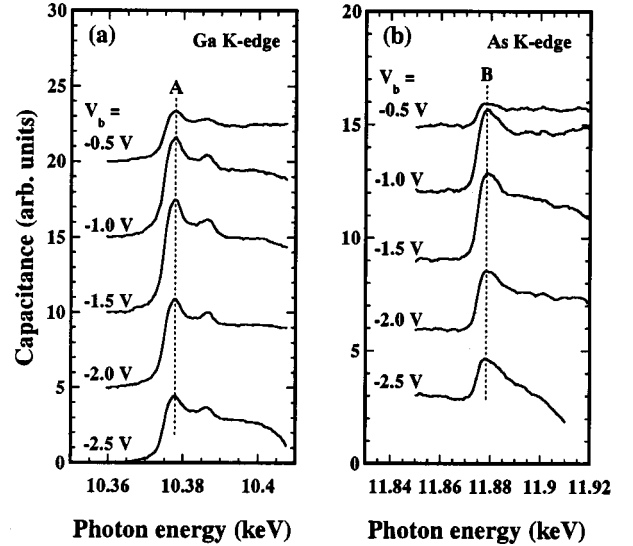 30
25
20
15
10
5
0
(a)
Ga K-edge
A
V_b =
-0.5 V
-1.0 V
-1.5 V
-2.0 V
-2.5 V
Capacitance (arb. units)
10.36 10.38 10.4
Photon energy (keV)
20
15
10
5
0
(b)
As K-edge
B
V_b =
-0.5 V
-1.0 V
-1.5 V
-2.0 V
-2.5 V
11.84 11.86 11.88 11.9 11.92
Photon energy (keV)